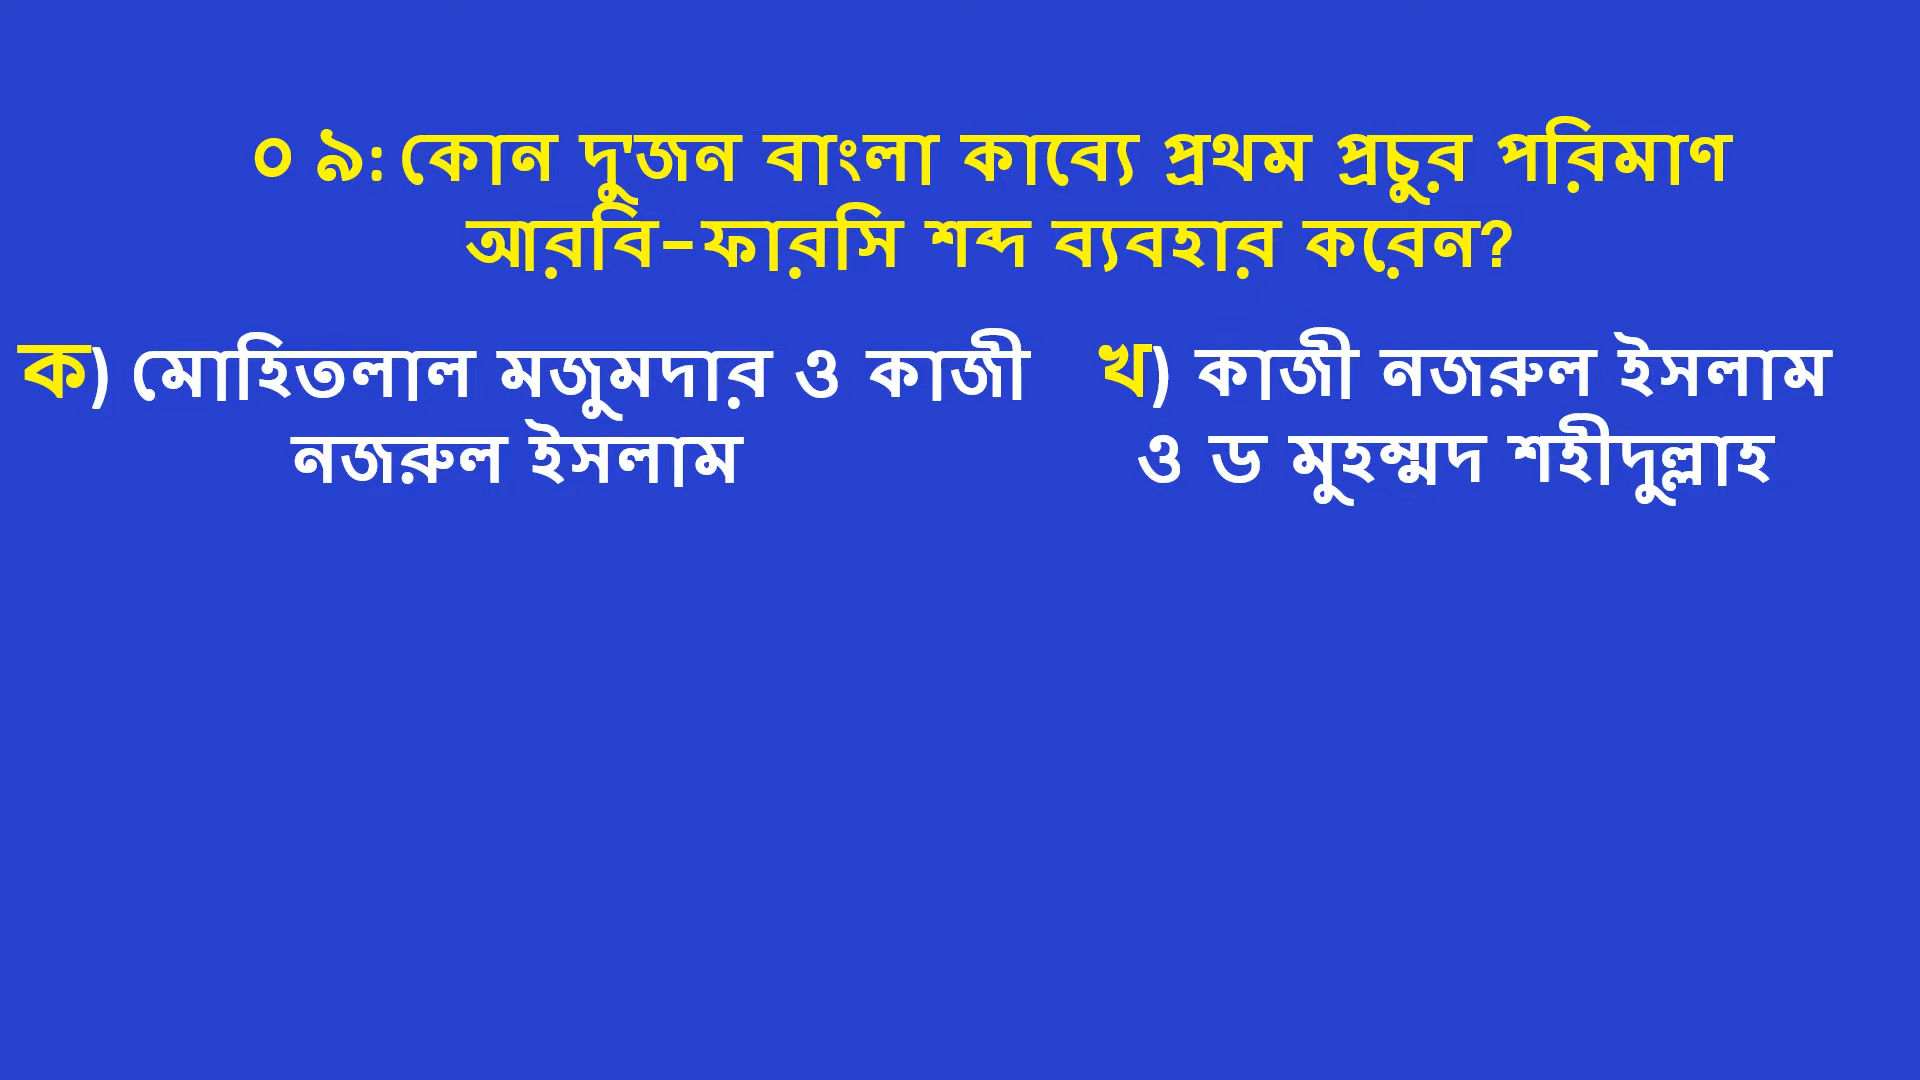 ০ ৯: কোন দু'জন বাংলা কাব্যে প্রথম প্রচুর পরিমাণ
আরবি-ফারসি শব্দ ব্যবহার করেন?
ক) মোহিতলাল মজুমদার ও কাজী
নজরুল ইসলাম
খ) কাজী নজরুল ইসলাম
ও ড মুহম্মদ শহীদুল্লাহ